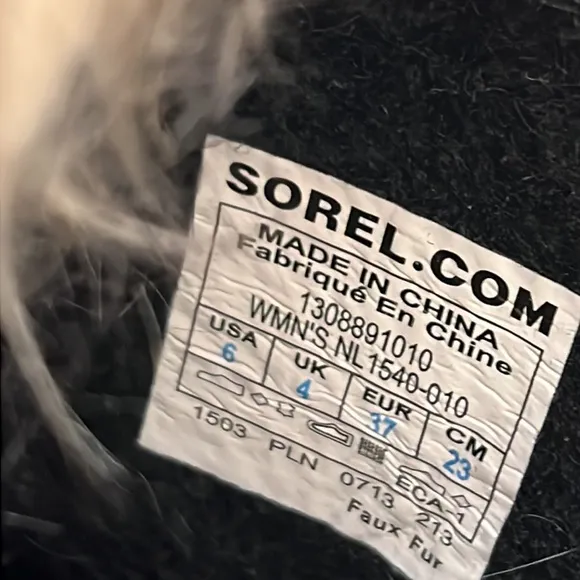 SOREL.COM
MADE IN CHINA
Fabriqué En Chine
1308891010
WMN'S NL1540-010
USA UK EUR CM
6 4 37 23
ECA-1
1503 PLN 0713 213
Faux Fur